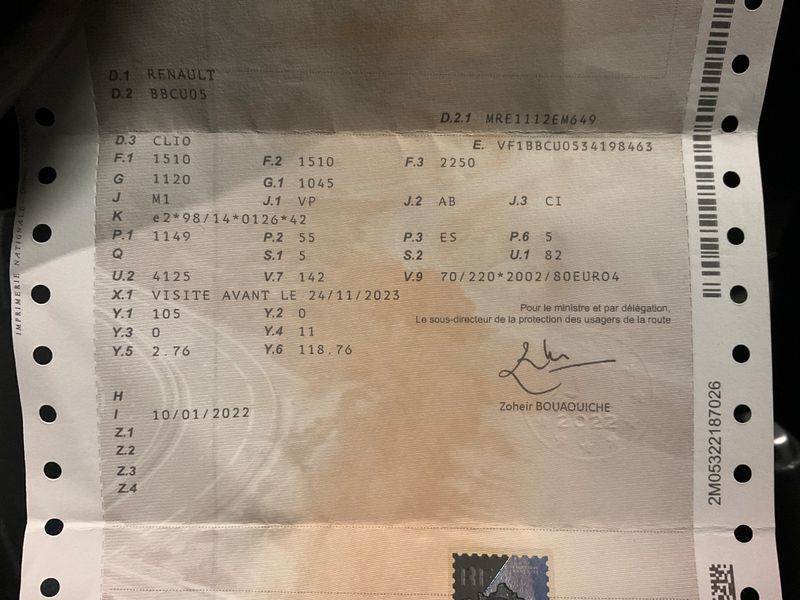 D.1 RENAULT
D.2 BBCU05
D.2.1 MRE1112EM649
D.3 CLIO
E. VF1BBCU0534198463
F.1 1510 F.2 1510 F.3 2250
G 1120 G.1 1045
J M1 J.1 VP J.2 AB J.3 CI
K e2*98/14*0126*42
P.1 1149 P.2 55 P.3 ES P.6 5
Q S.1 5 S.2 U.1 82
U.2 4125 V.7 142 V.9 70/220*2002/80EURO4
X.1 VISITE AVANT LE 24/11/2023
Y.1 105 Y.2 0
Y.3 0 Y.4 11
Y.5 2.76 Y.6 118.76
Pour le ministre et par délégation,
Le sous-directeur de la protection des usagers de la route
Zoheir BOUAOUICHE
2022
H
I 10/01/2022
Z.1
Z.2
Z.3
Z.4
2M05322187026
IMPRIMERIE NATIONALE